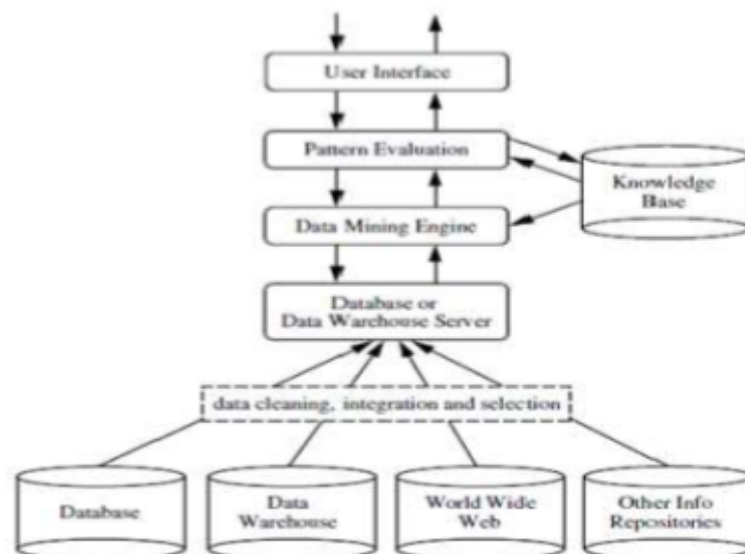 User Interface
Pattern Evaluation
Knowledge
Base
Data Mining Engine
Database or
Data Warehouse Server
data cleaning, integration and selection
Database
Data
Warehouse
World Wide
Web
Other Info
Repositories